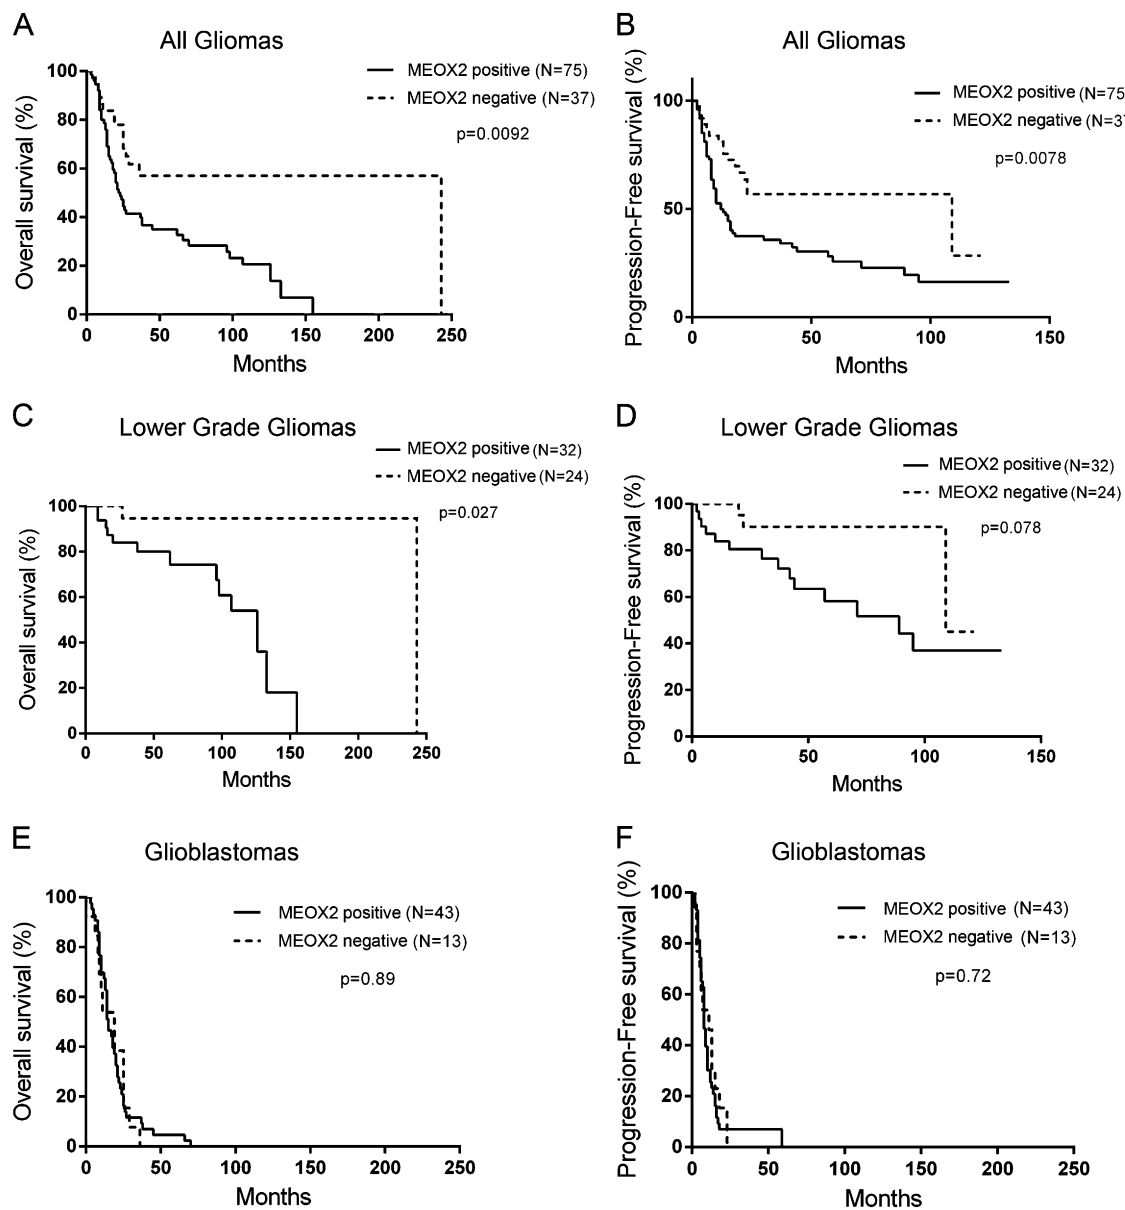 A
All Gliomas
MEOX2 positive (N=75)
MEOX2 negative (N=37)
p=0.0092
Overall survival (%)
100
80
60
40
20
0
0 50 100 150 200 250
Months
B
All Gliomas
MEOX2 positive (N=75
MEOX2 negative (N=3
p=0.0078
Progression-Free survival (%)
100
50
0
0 50 100 150
Months
C
Lower Grade Gliomas
MEOX2 positive (N=32)
MEOX2 negative (N=24)
p=0.027
Overall survival (%)
100
80
60
40
20
0
0 50 100 150 200 250
Months
D
Lower Grade Gliomas
MEOX2 positive (N=32)
MEOX2 negative (N=24)
p=0.078
Progression-Free survival (%)
100
80
60
40
20
0
0 50 100 150
Months
E
Glioblastomas
MEOX2 positive (N=43)
MEOX2 negative (N=13)
p=0.89
Overall survival (%)
100
80
60
40
20
0
0 50 100 150 200 250
Months
F
Glioblastomas
MEOX2 positive (N=43)
MEOX2 negative (N=13)
p=0.72
Progression-Free survival (%)
100
80
60
40
20
0
0 50 100 150 200 250
Months